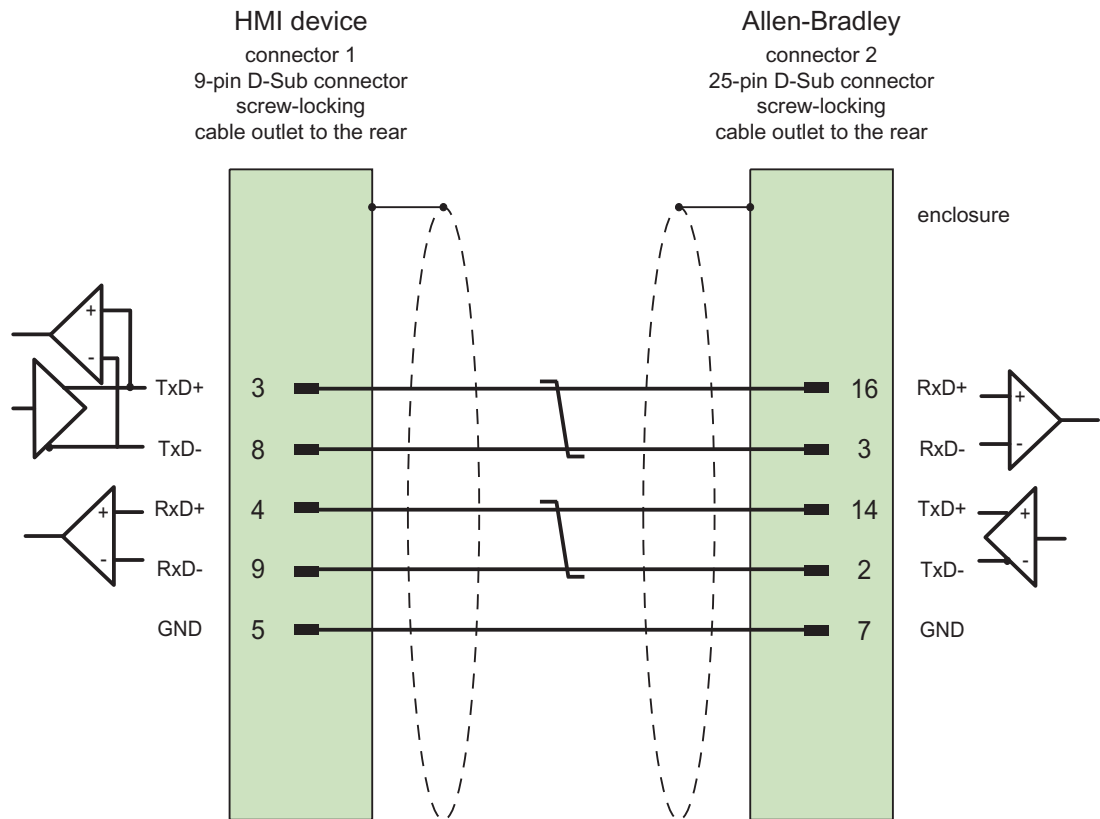 HMI device
connector 1
9-pin D-Sub connector
screw-locking
cable outlet to the rear
Allen-Bradley
connector 2
25-pin D-Sub connector
screw-locking
cable outlet to the rear
enclosure
+
-
TxD+ 3 16 RxD+ +
TxD- 8 3 RxD- -
RxD+ + 4 14 TxD+ +
RxD- - 9 2 TxD- -
GND 5 7 GND